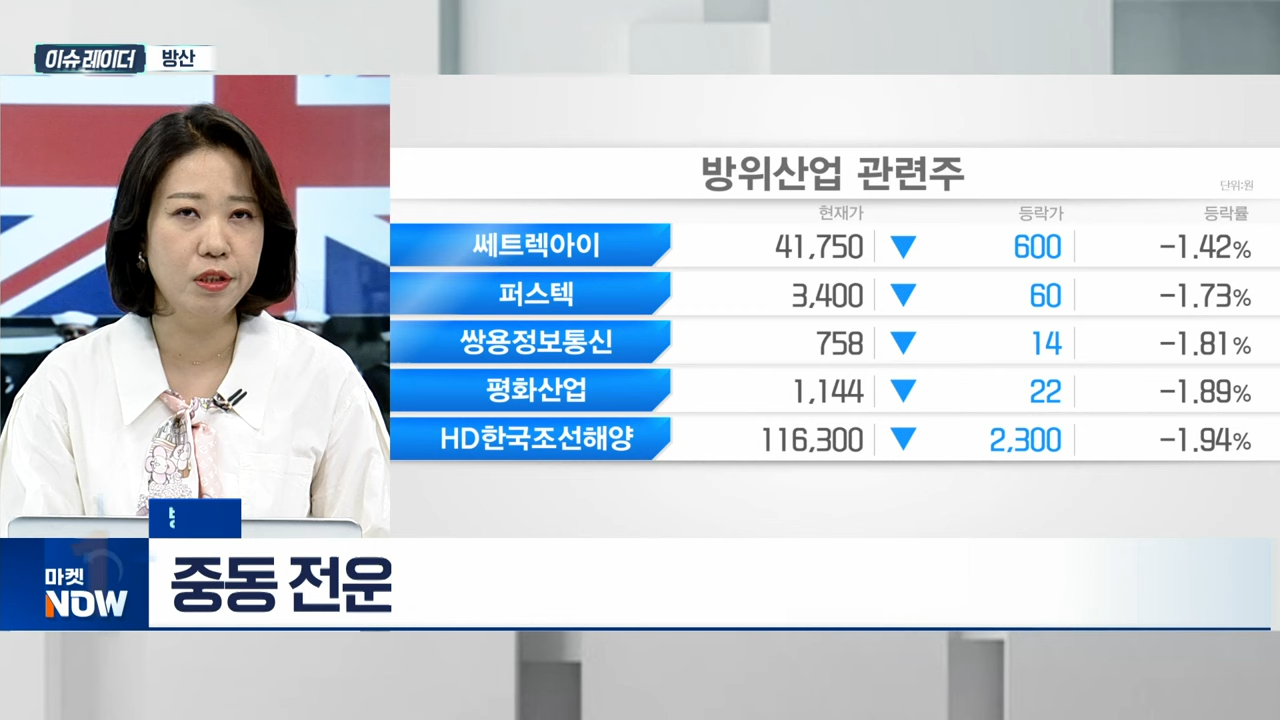 이슈레이더 방산
방위산업 관련주
단위:원
현재가 등락가 등락률
쎄트렉아이 41,750 ▼ 600 -1.42%
퍼스텍 3,400 ▼ 60 -1.73%
쌍용정보통신 758 ▼ 14 -1.81%
평화산업 1,144 ▼ 22 -1.89%
HD한국조선해양 116,300 ▼ 2,300 -1.94%
마켓
NOW
중동 전운